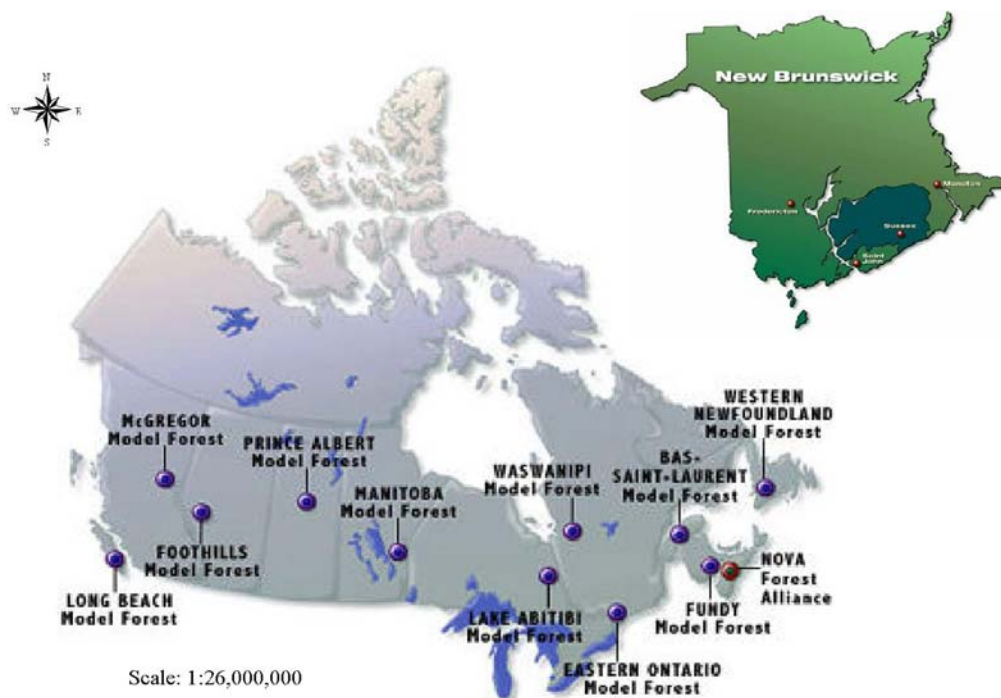 N
W
E
S
New Brunswick
Moncton
Fredericton
Sussex
Saint
John
WESTERN
NEWFOUNDLAND
Model Forest
McGREGOR
Model Forest
PRINCE ALBERT
Model Forest
BAS-
SAINT-LAURENT
Model Forest
WASWANIPI
Model Forest
MANITOBA
Model Forest
FOOTHILLS
Model Forest
NOVA
Forest
Alliance
LONG BEACH
Model Forest
LAKE ABITIBI
Model Forest
FUNDY
Model Forest
EASTERN ONTARIO
Model Forest
Scale: 1:26,000,000